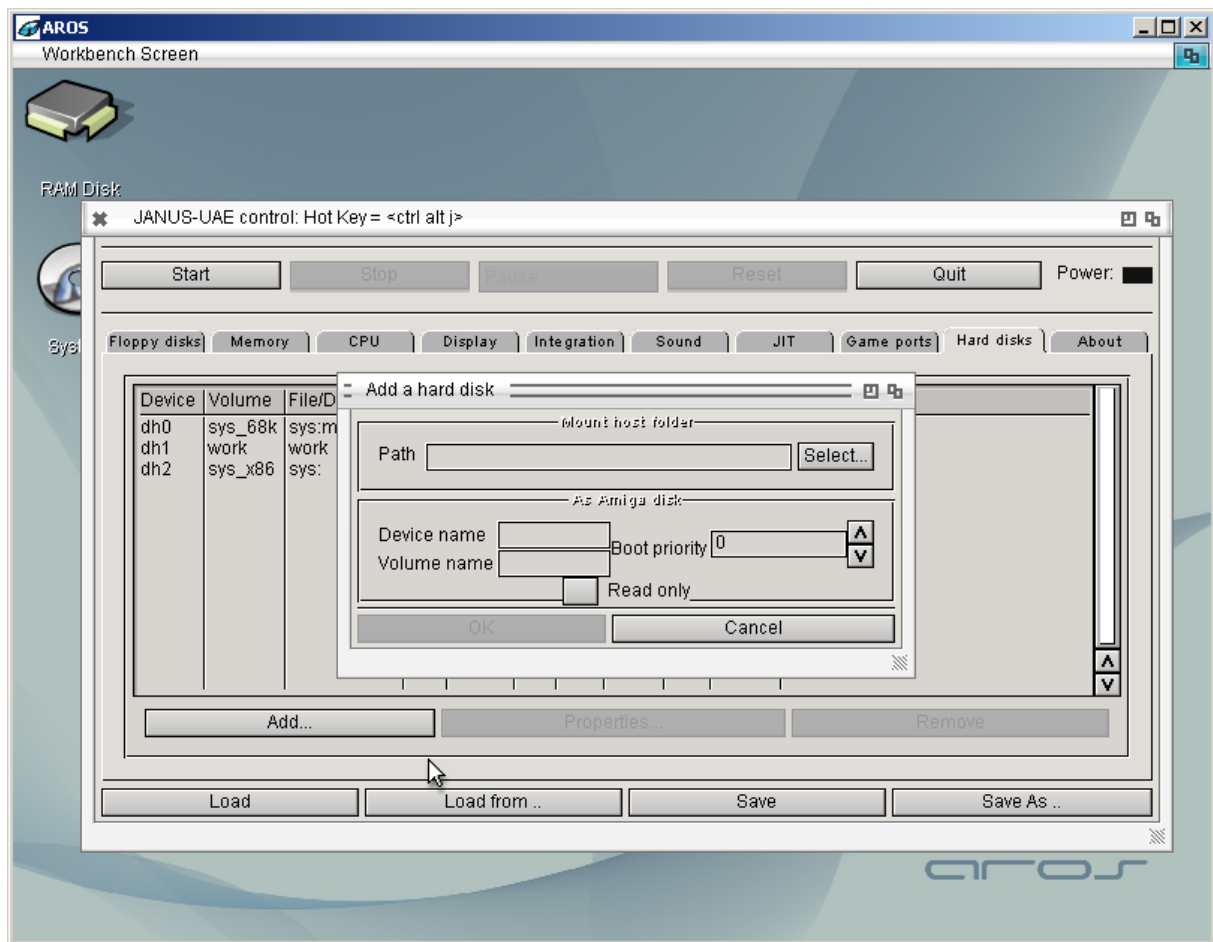 AROS
Workbench Screen
RAM Disk
JANUS-UAE control: Hot Key = <ctrl alt j>
Start Stop Pause Reset Quit Power:
Syst
Floppy disks Memory CPU Display Integration Sound JIT Game ports Hard disks About
Device Volume File/D
dh0 sys_68k sys:m
dh1 work work
dh2 sys_x86 sys:
Add a hard disk
Mount host folder
Path Select...
As Amiga disk
Device name
Boot priority 0
Volume name
Read only
OK Cancel
Add... Properties... Remove
Load Load from .. Save Save As ..
aros